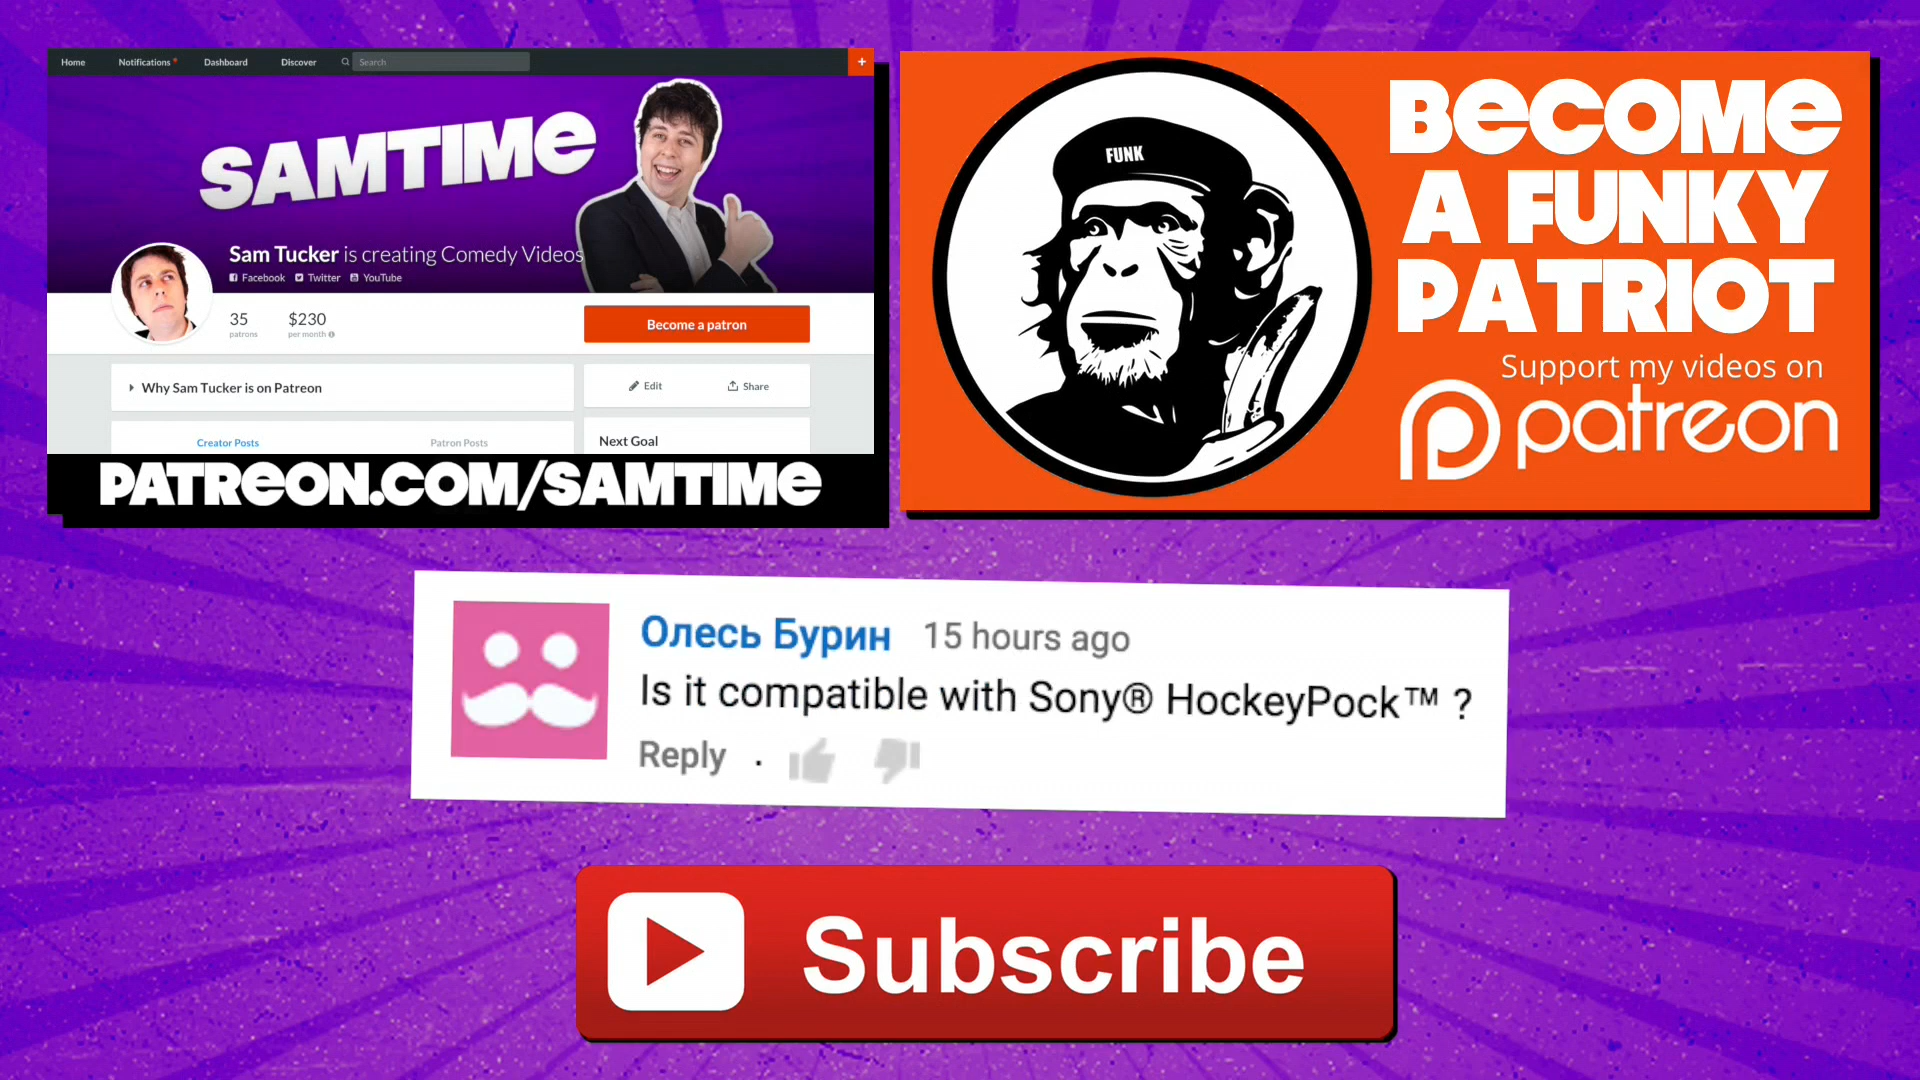 Home Notifications Dashboard Discover Search +
SAMTIME
Sam Tucker is creating Comedy Videos
Facebook Twitter YouTube
35 $230
patrons per month
Become a patron
Why Sam Tucker is on Patreon
Edit Share
Creator Posts Patron Posts
Next Goal
PATREON.COM/SAMTIME
FUNK
BECOME
A FUNKY
PATRIOT
Support my videos on
patreon
Олесь Бурин 15 hours ago
Is it compatible with Sony® HockeyPock™ ?
Reply .
Subscribe